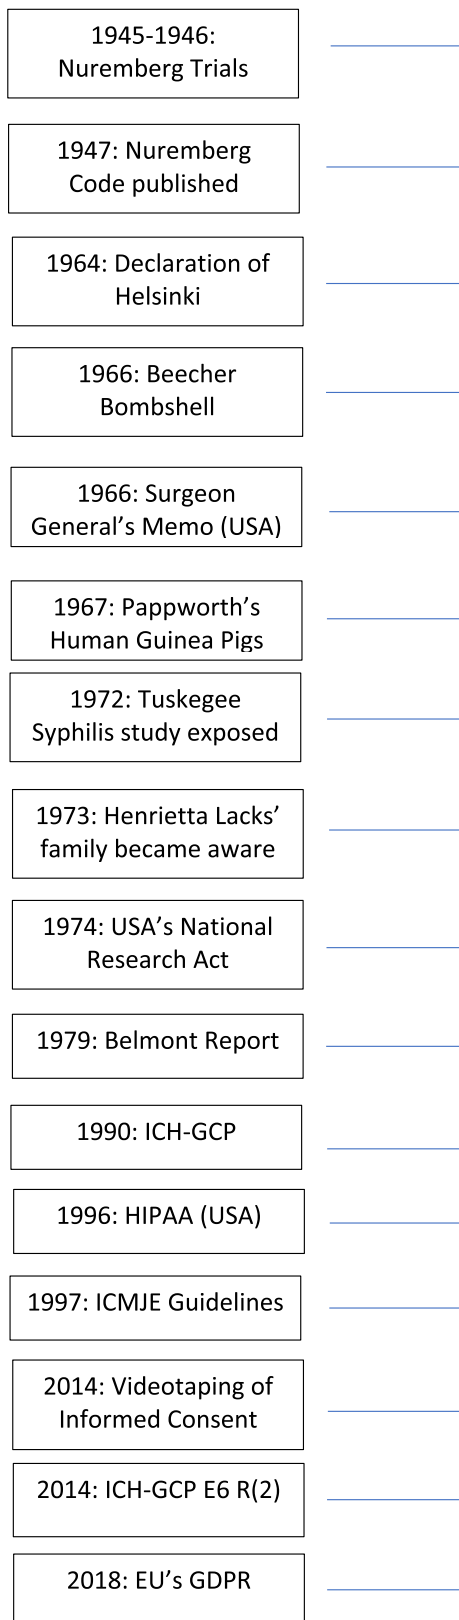 1945-1946:
Nuremberg Trials
1947: Nuremberg
Code published
1964: Declaration of
Helsinki
1966: Beecher
Bombshell
1966: Surgeon
General’s Memo (USA)
1967: Pappworth’s
Human Guinea Pigs
1972: Tuskegee
Syphilis study exposed
1973: Henrietta Lacks’
family became aware
1974: USA’s National
Research Act
1979: Belmont Report
1990: ICH-GCP
1996: HIPAA (USA)
1997: ICMJE Guidelines
2014: Videotaping of
Informed Consent
2014: ICH-GCP E6 R(2)
2018: EU’s GDPR